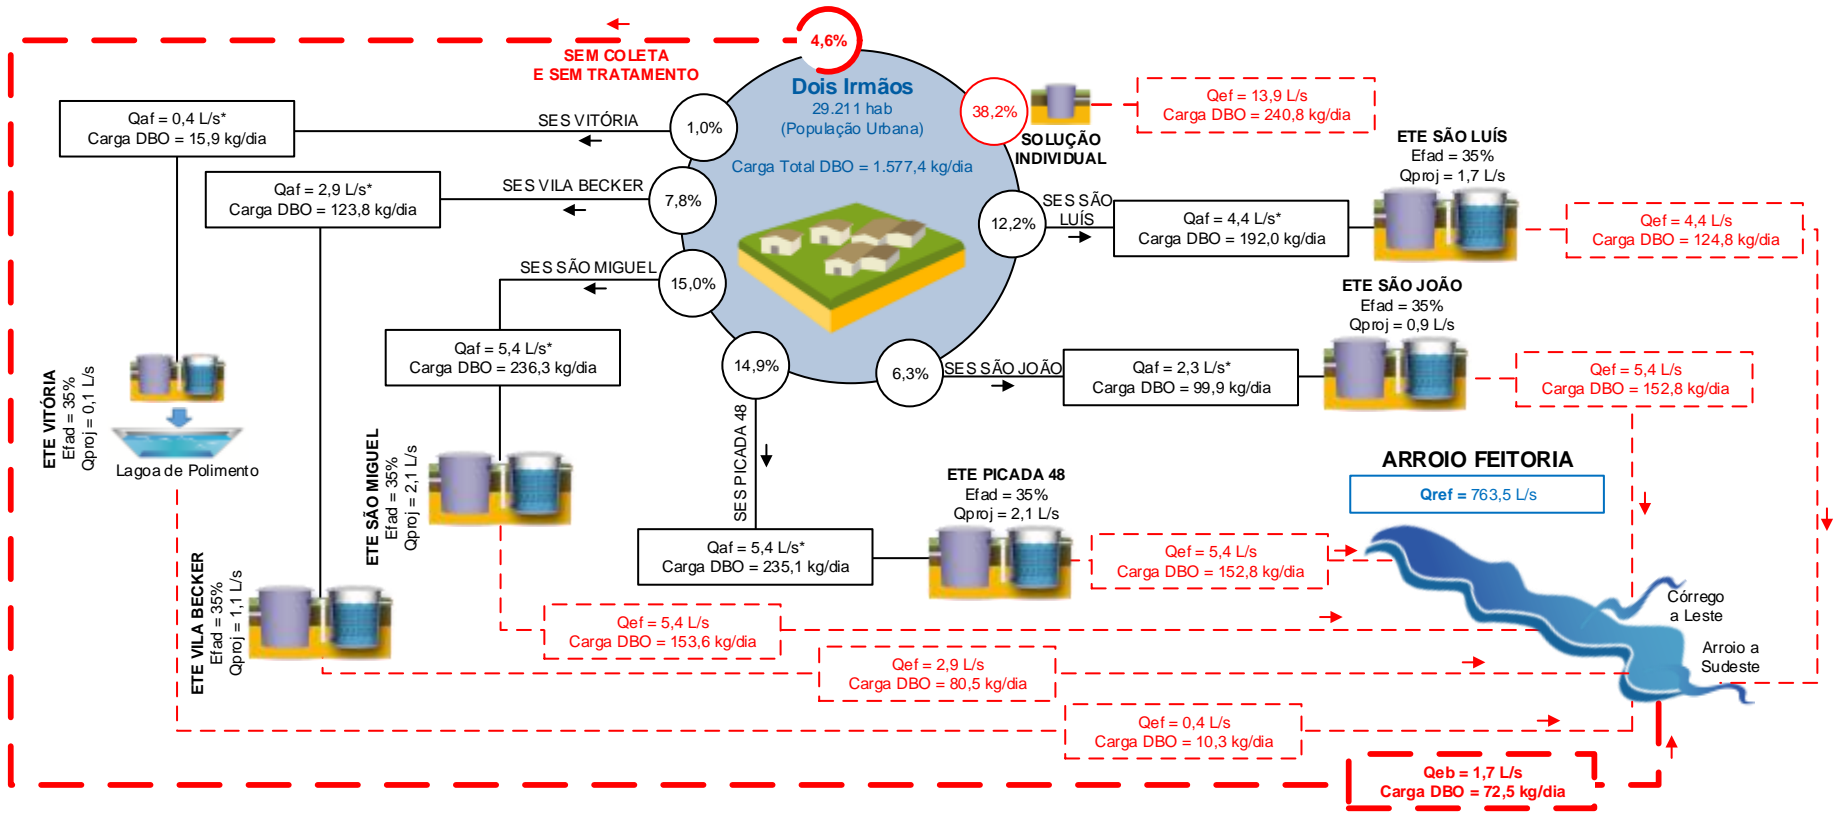 4,6%
SEM COLETA
E SEM TRATAMENTO
Dois Irmãos
29.211 hab
(População Urbana)
Carga Total DBO = 1.577,4 kg/dia
38,2%
SOLUÇÃO
INDIVIDUAL
Qef = 13,9 L/s
Carga DBO = 240,8 kg/dia
Qaf = 0,4 L/s*
Carga DBO = 15,9 kg/dia
SES VITÓRIA
1,0%
Qaf = 2,9 L/s*
Carga DBO = 123,8 kg/dia
SES VILA BECKER
7,8%
SES SÃO MIGUEL
15,0%
Qaf = 5,4 L/s*
Carga DBO = 236,3 kg/dia
14,9%
SES PICADA 48
6,3%
SES SÃO JOÃO
12,2%
SES SÃO
LUÍS
Qaf = 4,4 L/s*
Carga DBO = 192,0 kg/dia
ETE SÃO LUÍS
Efad = 35%
Qproj = 1,7 L/s
Qef = 4,4 L/s
Carga DBO = 124,8 kg/dia
Qaf = 2,3 L/s*
Carga DBO = 99,9 kg/dia
ETE SÃO JOÃO
Efad = 35%
Qproj = 0,9 L/s
Qef = 5,4 L/s
Carga DBO = 152,8 kg/dia
ETE VITÓRIA
Efad = 35%
Qproj = 0,1 L/s
Lagoa de Polimento
ETE SÃO MIGUEL
Efad = 35%
Qproj = 2,1 L/s
ETE VILA BECKER
Efad = 35%
Qproj = 1,1 L/s
Qaf = 5,4 L/s*
Carga DBO = 235,1 kg/dia
ETE PICADA 48
Efad = 35%
Qproj = 2,1 L/s
Qef = 5,4 L/s
Carga DBO = 152,8 kg/dia
ARROIO FEITORIA
Qref = 763,5 L/s
Córrego
a Leste
Arroio a
Sudeste
Qef = 5,4 L/s
Carga DBO = 153,6 kg/dia
Qef = 2,9 L/s
Carga DBO = 80,5 kg/dia
Qef = 0,4 L/s
Carga DBO = 10,3 kg/dia
Qeb = 1,7 L/s
Carga DBO = 72,5 kg/dia